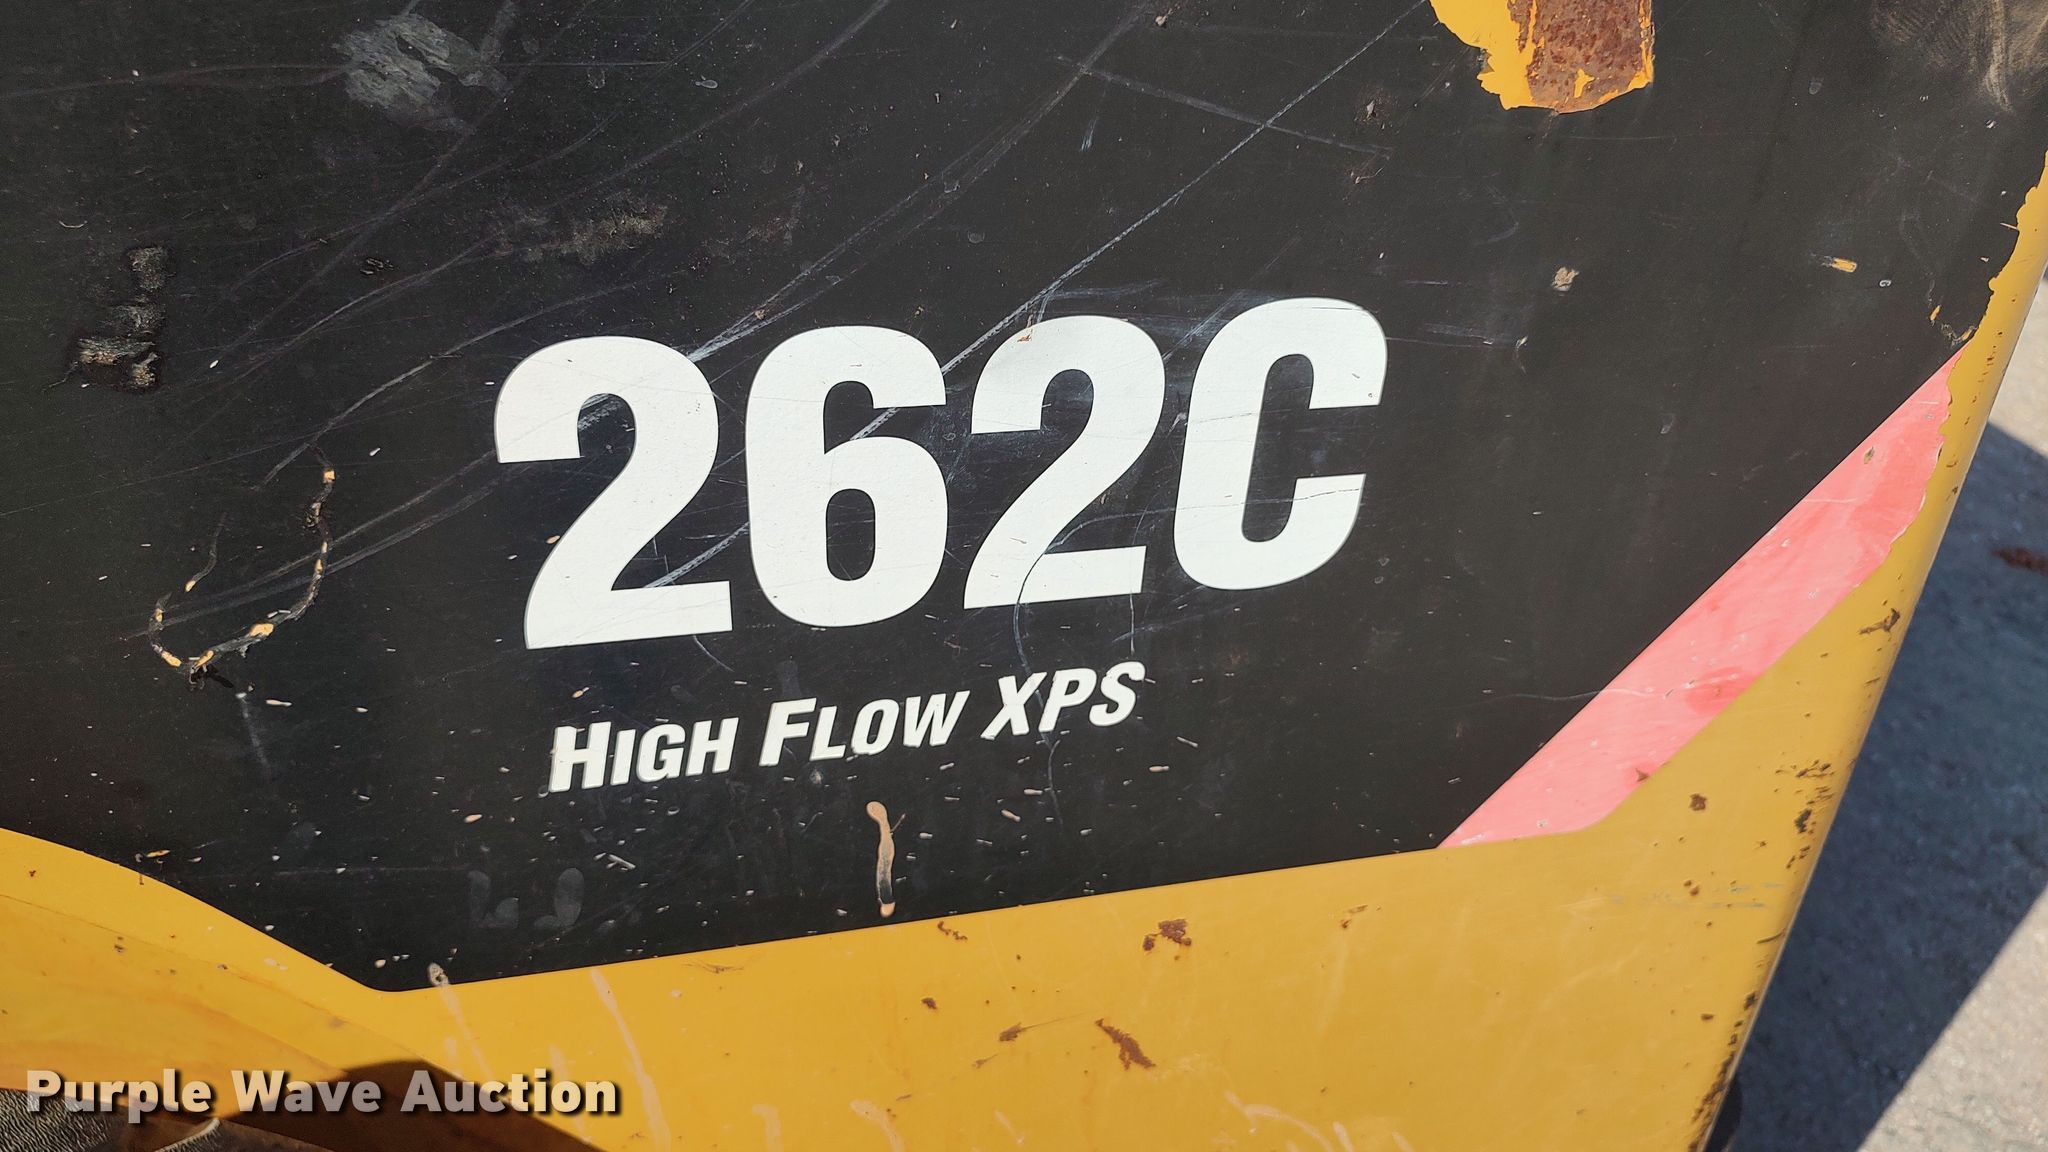 262C
HIGH FLOW XPS
Purple Wave Auction